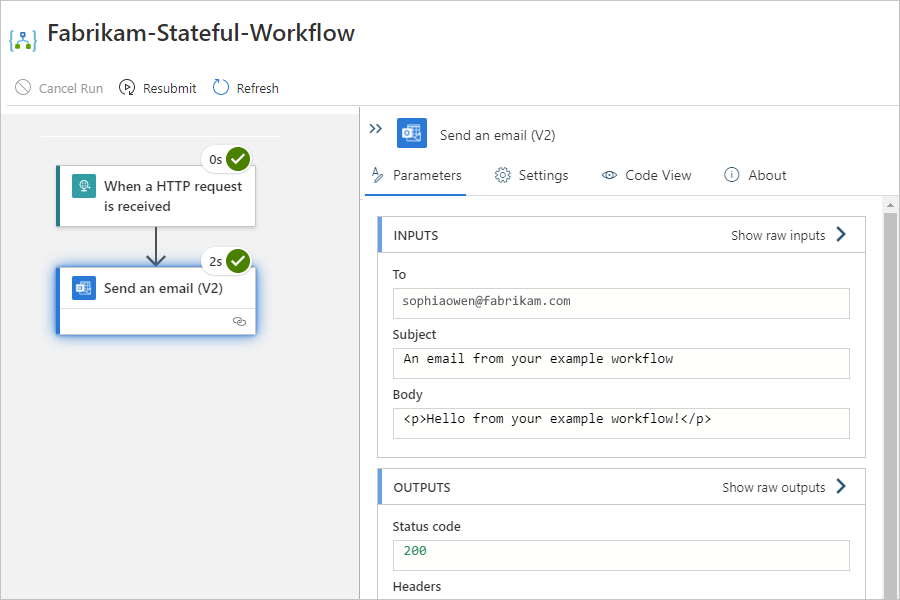 Fabrikam-Stateful-Workflow
Cancel Run
Resubmit
Refresh
0s
When a HTTP request
is received
2s
Send an email (V2)
Send an email (V2)
Parameters
Settings
Code View
About
INPUTS
Show raw inputs
To
sophiaowen@fabrikam.com
Subject
An email from your example workflow
Body
<p>Hello from your example workflow!</p>
OUTPUTS
Show raw outputs
Status code
200
Headers